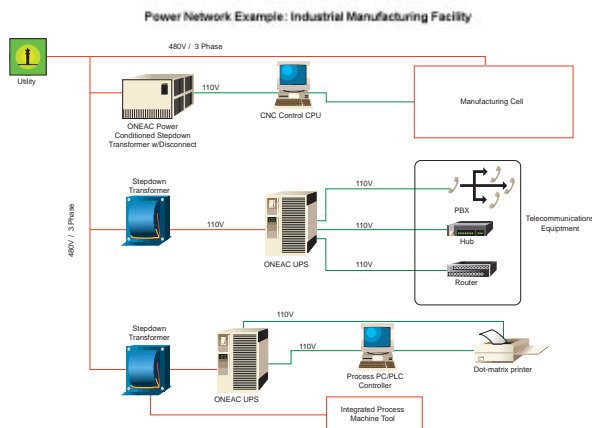 Power Network Example: Industrial Manufacturing Facility
480V / 3 Phase
Utility
110V
ONEAC Power
Conditioned Stepdown
Transformer w/Disconnect
CNC Control CPU
Manufacturing Cell
480V / 3 Phase
Stepdown
Transformer
110V
ONEAC UPS
110V
110V
110V
PBX
Hub
Router
Telecommunications
Equiptment
Stepdown
Transformer
110V
110V
ONEAC UPS
Process PC/PLC
Controller
Dot-matrix printer
Integrated Process
Machine Tool